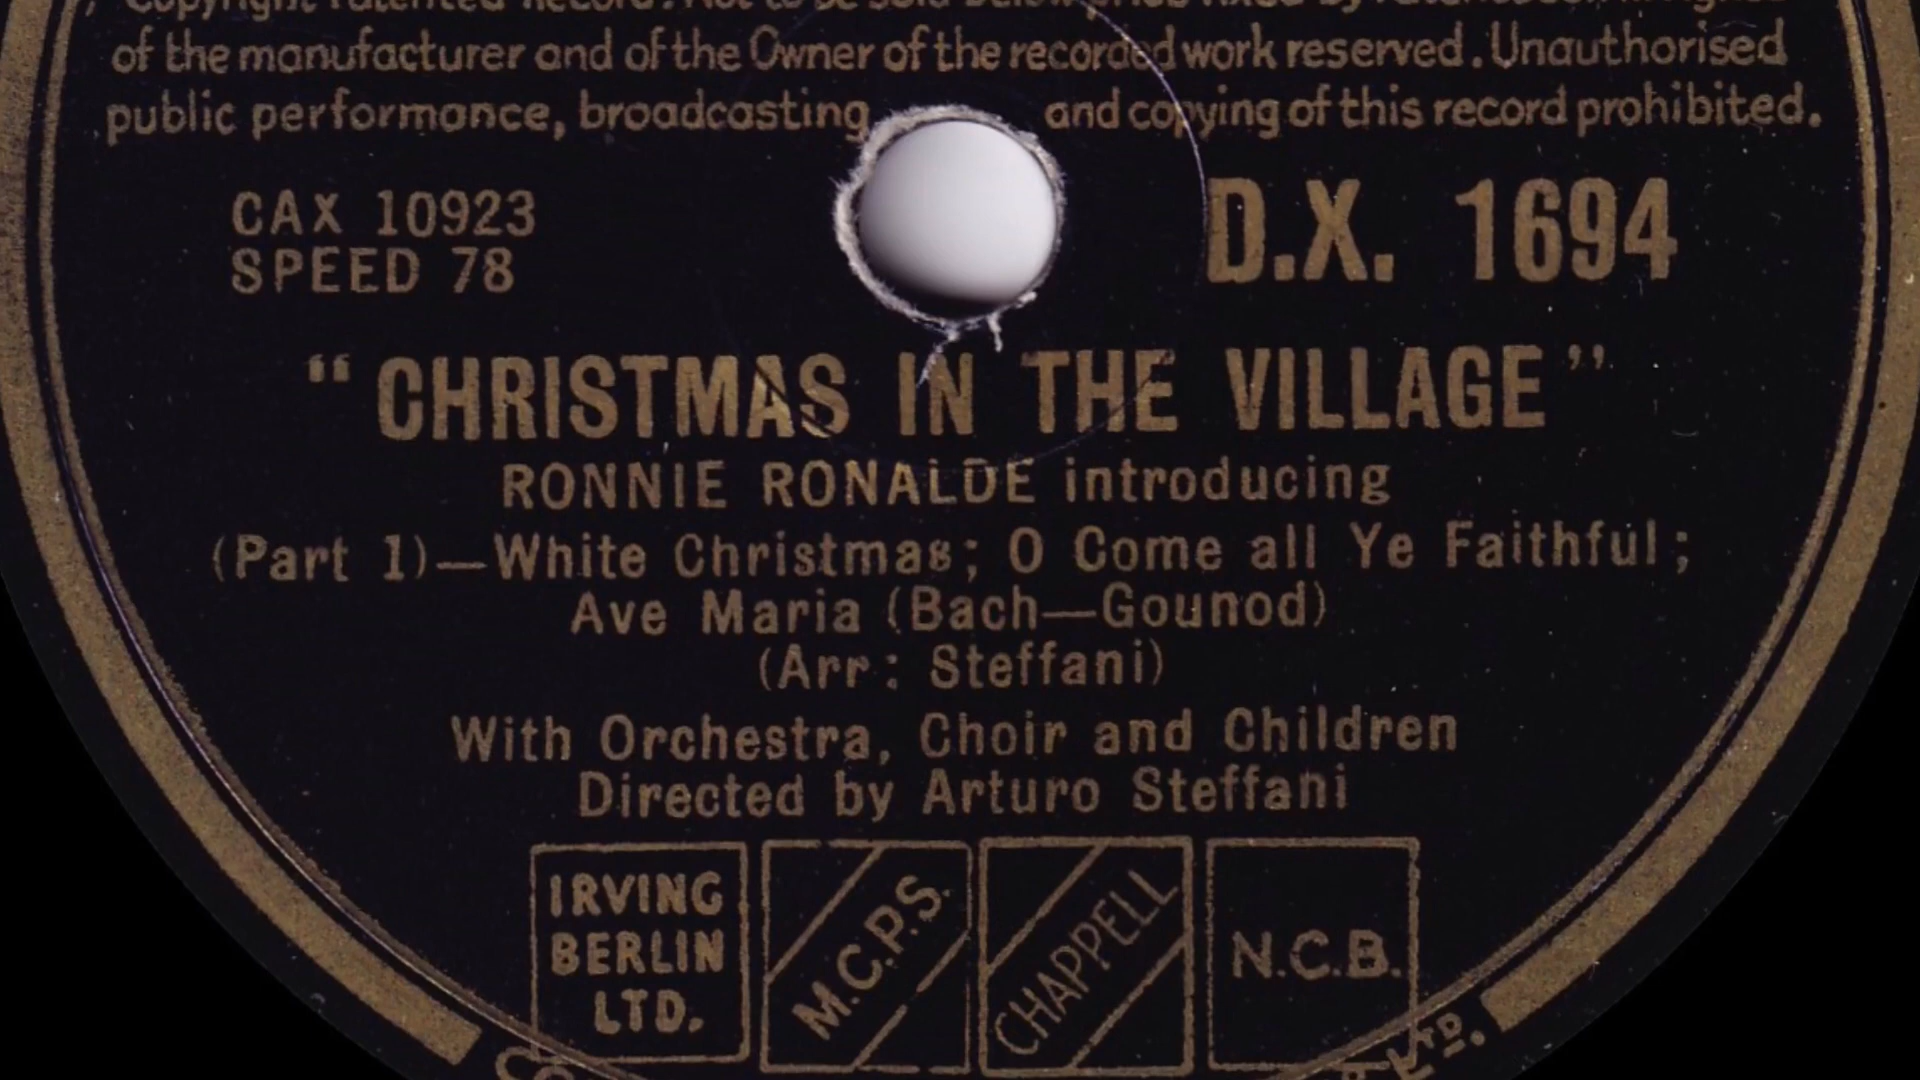 of the manufacturer and of the Owner of the recorded work reserved. Unauthorised
public performance, broadcasting and copying of this record prohibited.
CAX 10923
SPEED 78
D.X. 1694
“CHRISTMAS IN THE VILLAGE”
RONNIE RONALDE introducing
(Part 1)—White Christmas; O Come all Ye Faithful;
Ave Maria (Bach—Gounod)
(Arr: Steffani)
With Orchestra, Choir and Children
Directed by Arturo Steffani
IRVING
BERLIN
LTD.
M.C.P.S.
CHAPPELL
N.C.B.
LTD.